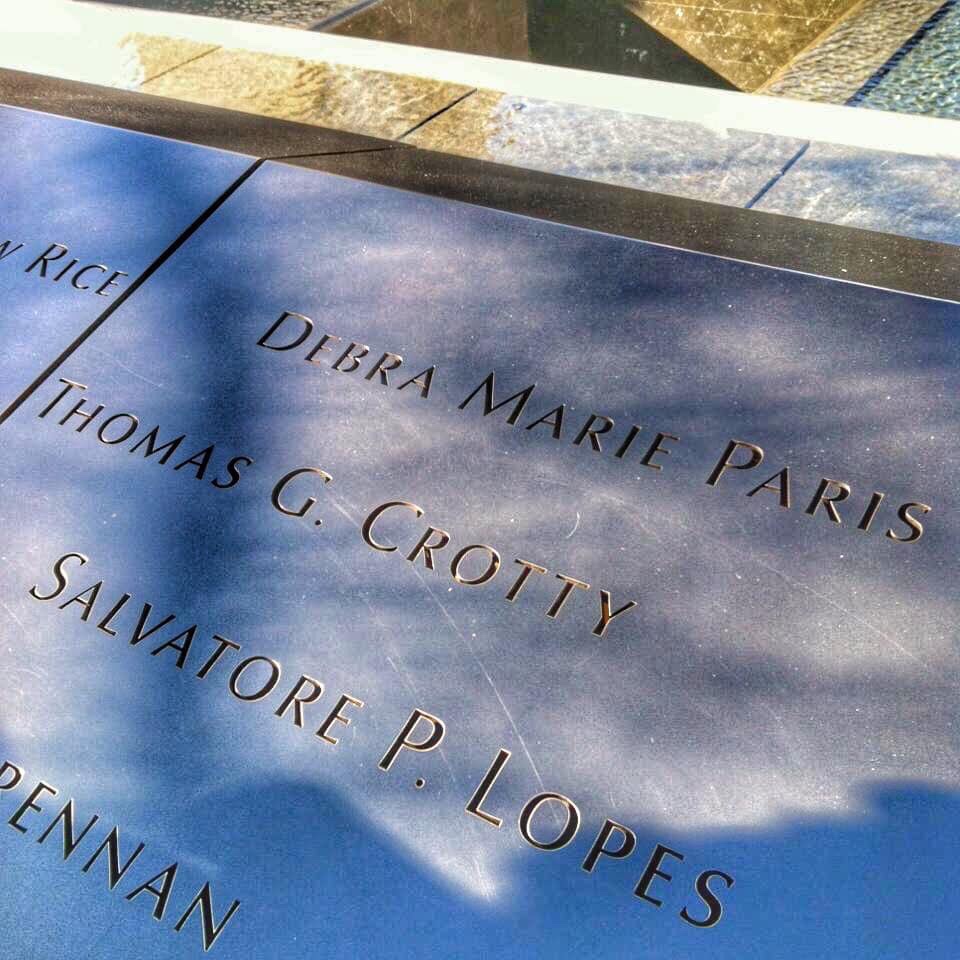 RICE
DEBRA MARIE PARIS
THOMAS G. CROTTY
SALVATORE P. LOPES
PENNAN